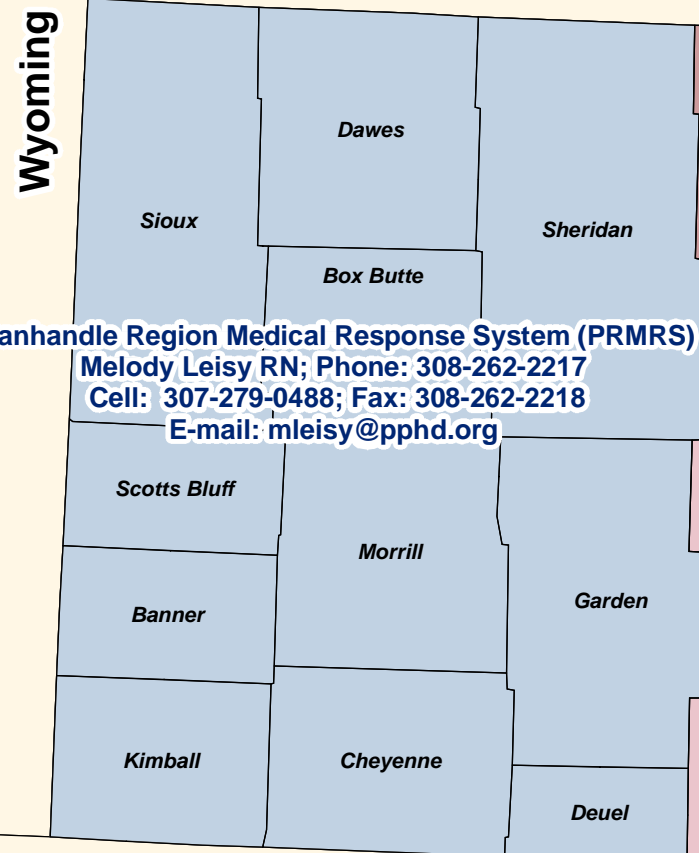 Wyoming
Dawes
Sioux
Sheridan
Box Butte
anhandle Region Medical Response System (PRMRS)
Melody Leisy RN; Phone: 308-262-2217
Cell:  307-279-0488; Fax: 308-262-2218
E-mail: mleisy@pphd.org
Scotts Bluff
Morrill
Garden
Banner
Kimball
Cheyenne
Deuel